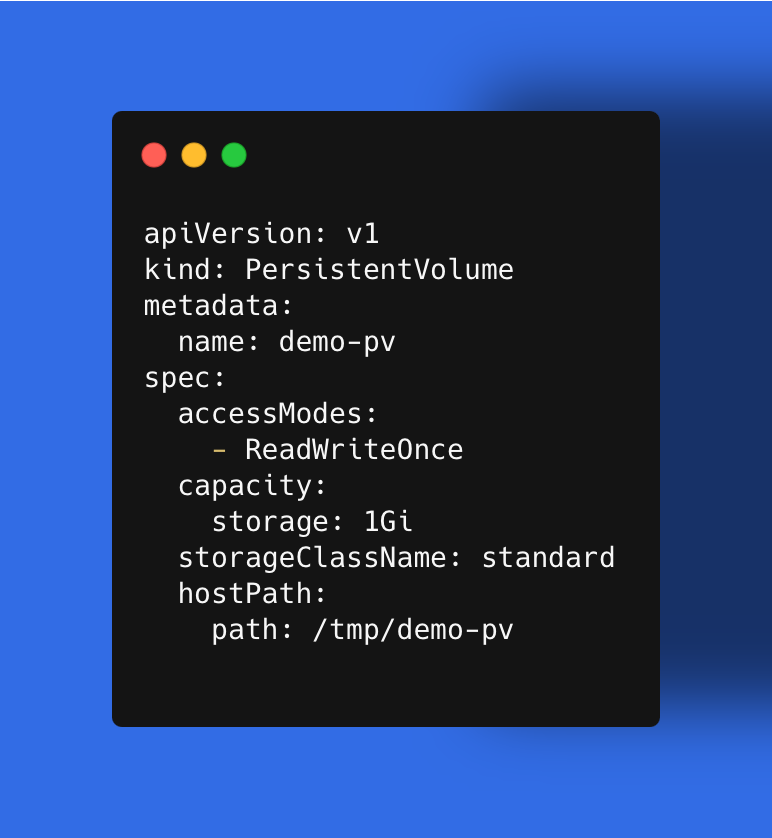 apiVersion: v1
kind: PersistentVolume
metadata:
  name: demo-pv
spec:
  accessModes:
    - ReadWriteOnce
  capacity:
    storage: 1Gi
  storageClassName: standard
  hostPath:
    path: /tmp/demo-pv